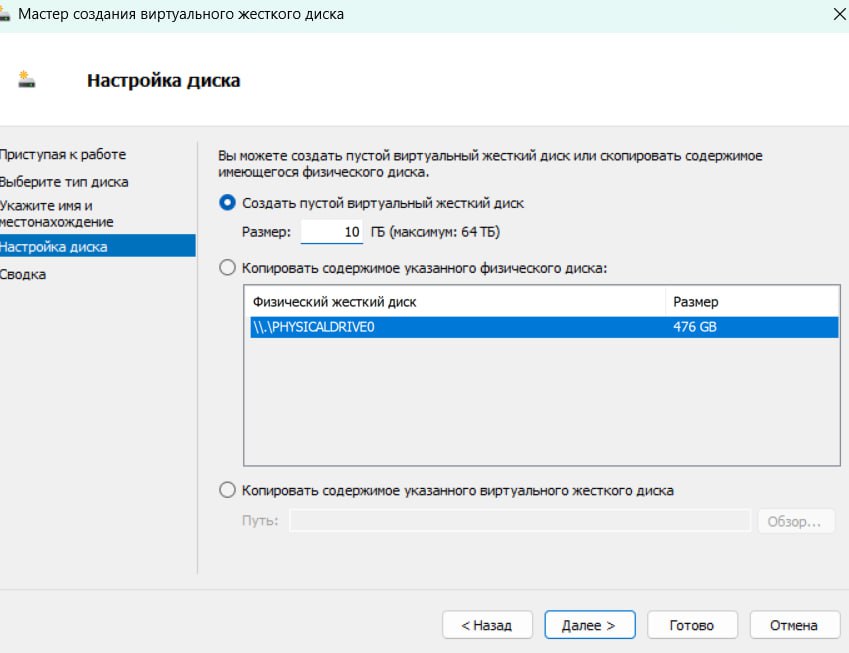 Мастер создания виртуального жесткого диска
Настройка диска
Приступая к работе
Выберите тип диска
Укажите имя и
местонахождение
Настройка диска
Сводка
Вы можете создать пустой виртуальный жесткий диск или скопировать содержимое
имеющегося физического диска.
Создать пустой виртуальный жесткий диск
Размер: 10 ГБ (максимум: 64 ТБ)
Копировать содержимое указанного физического диска:
Физический жесткий диск Размер
\\.\PHYSICALDRIVE0 476 GB
Копировать содержимое указанного виртуального жесткого диска
Путь: Обзор...
< Назад Далее > Готово Отмена